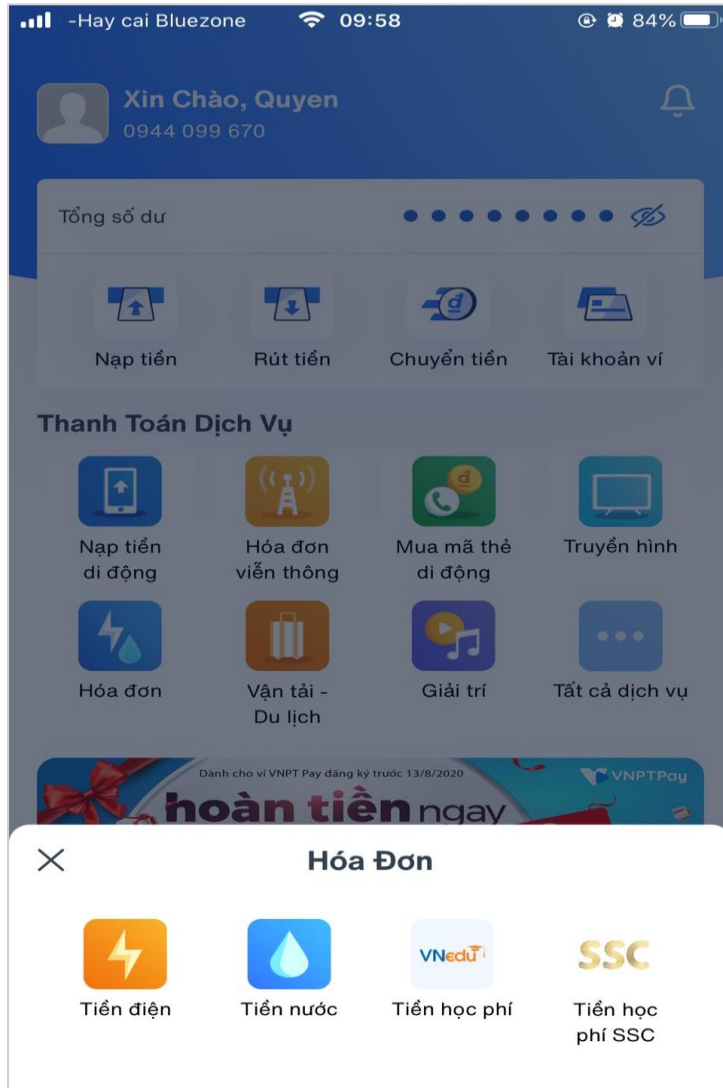 -Hay cai Bluezone 09:58 84%
Xin Chào, Quyen
0944 099 670
Tổng số dư
Nạp tiền Rút tiền Chuyển tiền Tài khoản ví
Thanh Toán Dịch Vụ
Nạp tiền Hóa đơn Mua mã thẻ Truyền hình
di động viễn thông di động
Hóa đơn Vận tải - Giải trí Tất cả dịch vụ
Du lịch
Dành cho ví VNPT Pay đăng ký trước 13/8/2020 VNPTPay
hoàn tiền ngay
Hóa Đơn
VNedu SSC
Tiền điện Tiền nước Tiền học phí Tiền học
phí SSC